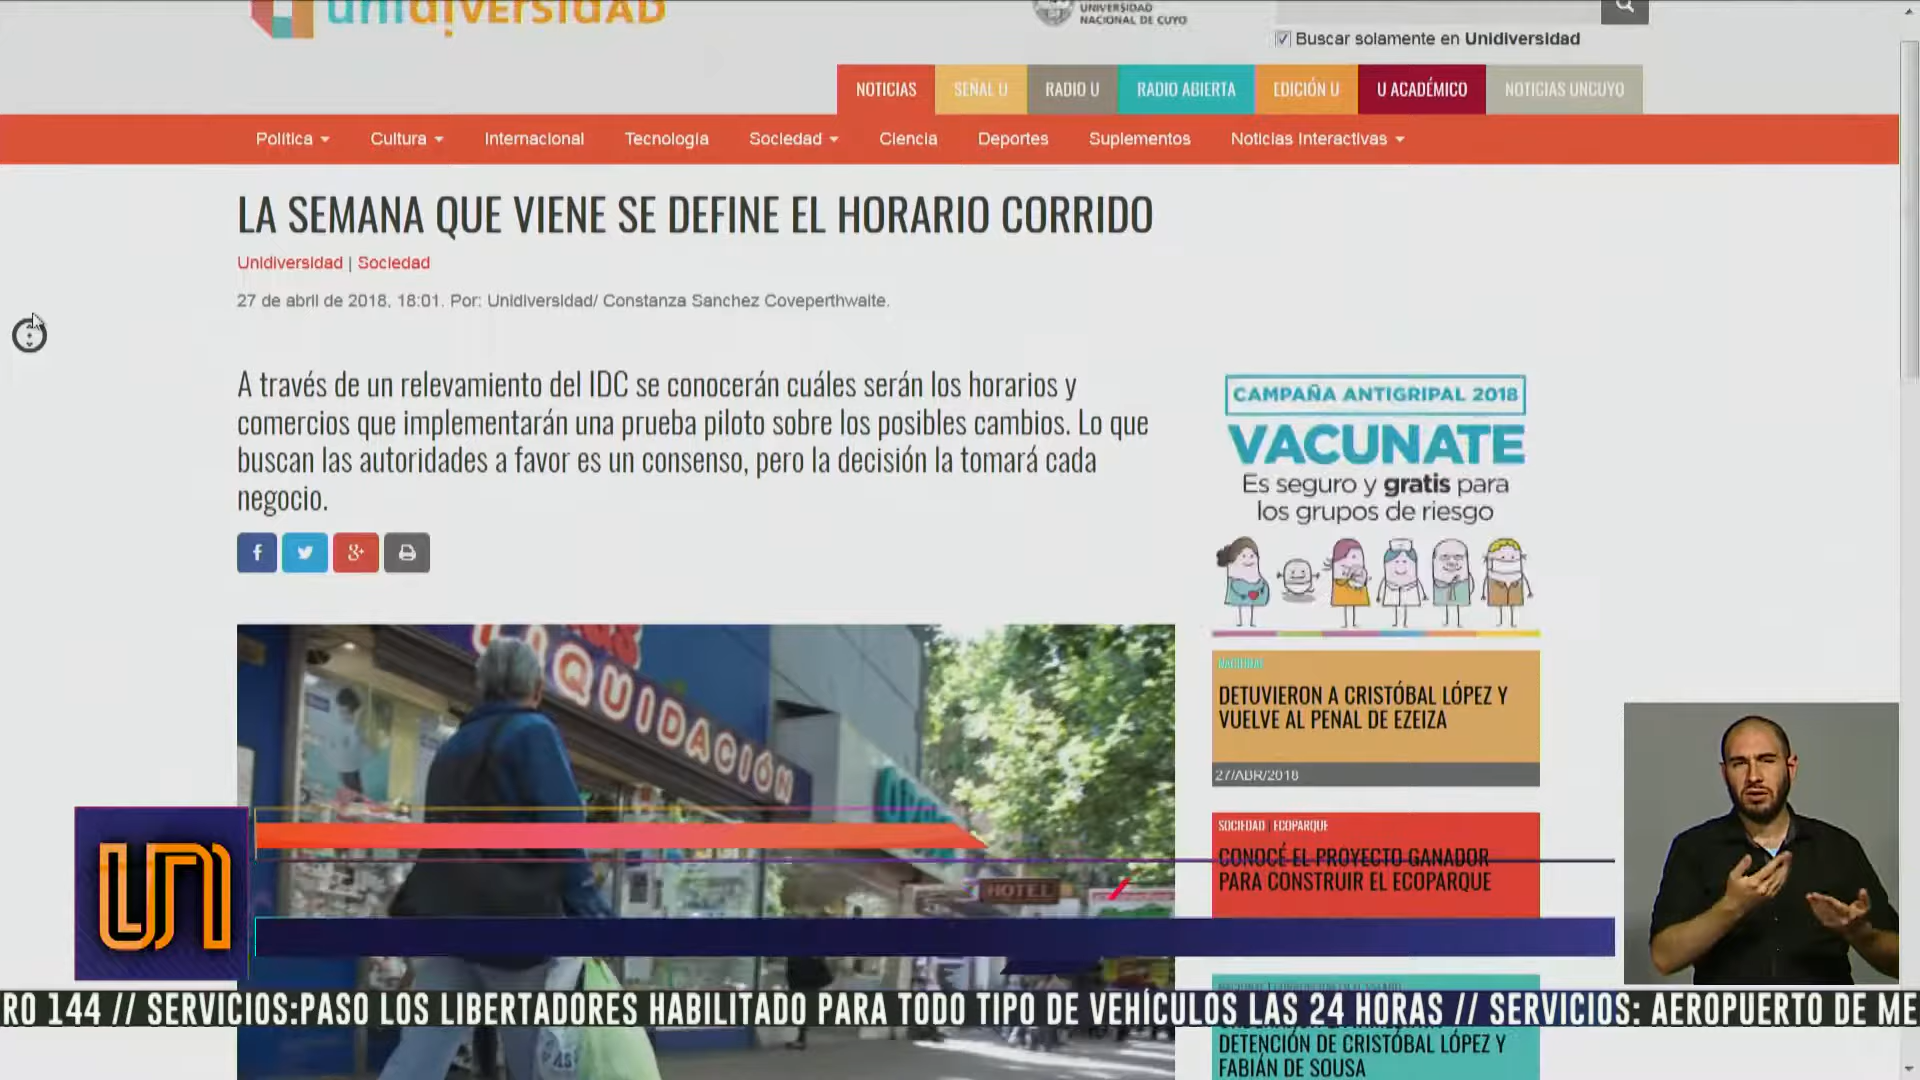 unidiversidad
UNIVERSIDAD
NACIONAL DE CUYO
Buscar solamente en Unidiversidad
NOTICIAS
SEÑAL U
RADIO U
RADIO ABIERTA
EDICIÓN U
U ACADÉMICO
NOTICIAS UNCUYO
Política
Cultura
Internacional
Tecnología
Sociedad
Ciencia
Deportes
Suplementos
Noticias Interactivas
LA SEMANA QUE VIENE SE DEFINE EL HORARIO CORRIDO
Unidiversidad | Sociedad
27 de abril de 2018, 18:01. Por: Unidiversidad/ Constanza Sanchez Coveperthwaite.
A través de un relevamiento del IDC se conocerán cuáles serán los horarios y
comercios que implementarán una prueba piloto sobre los posibles cambios. Lo que
buscan las autoridades a favor es un consenso, pero la decisión la tomará cada
negocio.
CAMPAÑA ANTIGRIPAL 2018
VACUNATE
Es seguro y gratis para
los grupos de riesgo
LIQUIDACIÓN
HOTEL
DETUVIERON A CRISTÓBAL LÓPEZ Y
VUELVE AL PENAL DE EZEIZA
27/ABR/2018
SOCIEDAD | ECOPARQUE
CONOCÉ EL PROYECTO GANADOR
PARA CONSTRUIR EL ECOPARQUE
DETENCIÓN DE CRISTÓBAL LÓPEZ Y
FABIÁN DE SOUSA
UN
RO 144 // SERVICIOS:PASO LOS LIBERTADORES HABILITADO PARA TODO TIPO DE VEHÍCULOS LAS 24 HORAS // SERVICIOS: AEROPUERTO DE ME